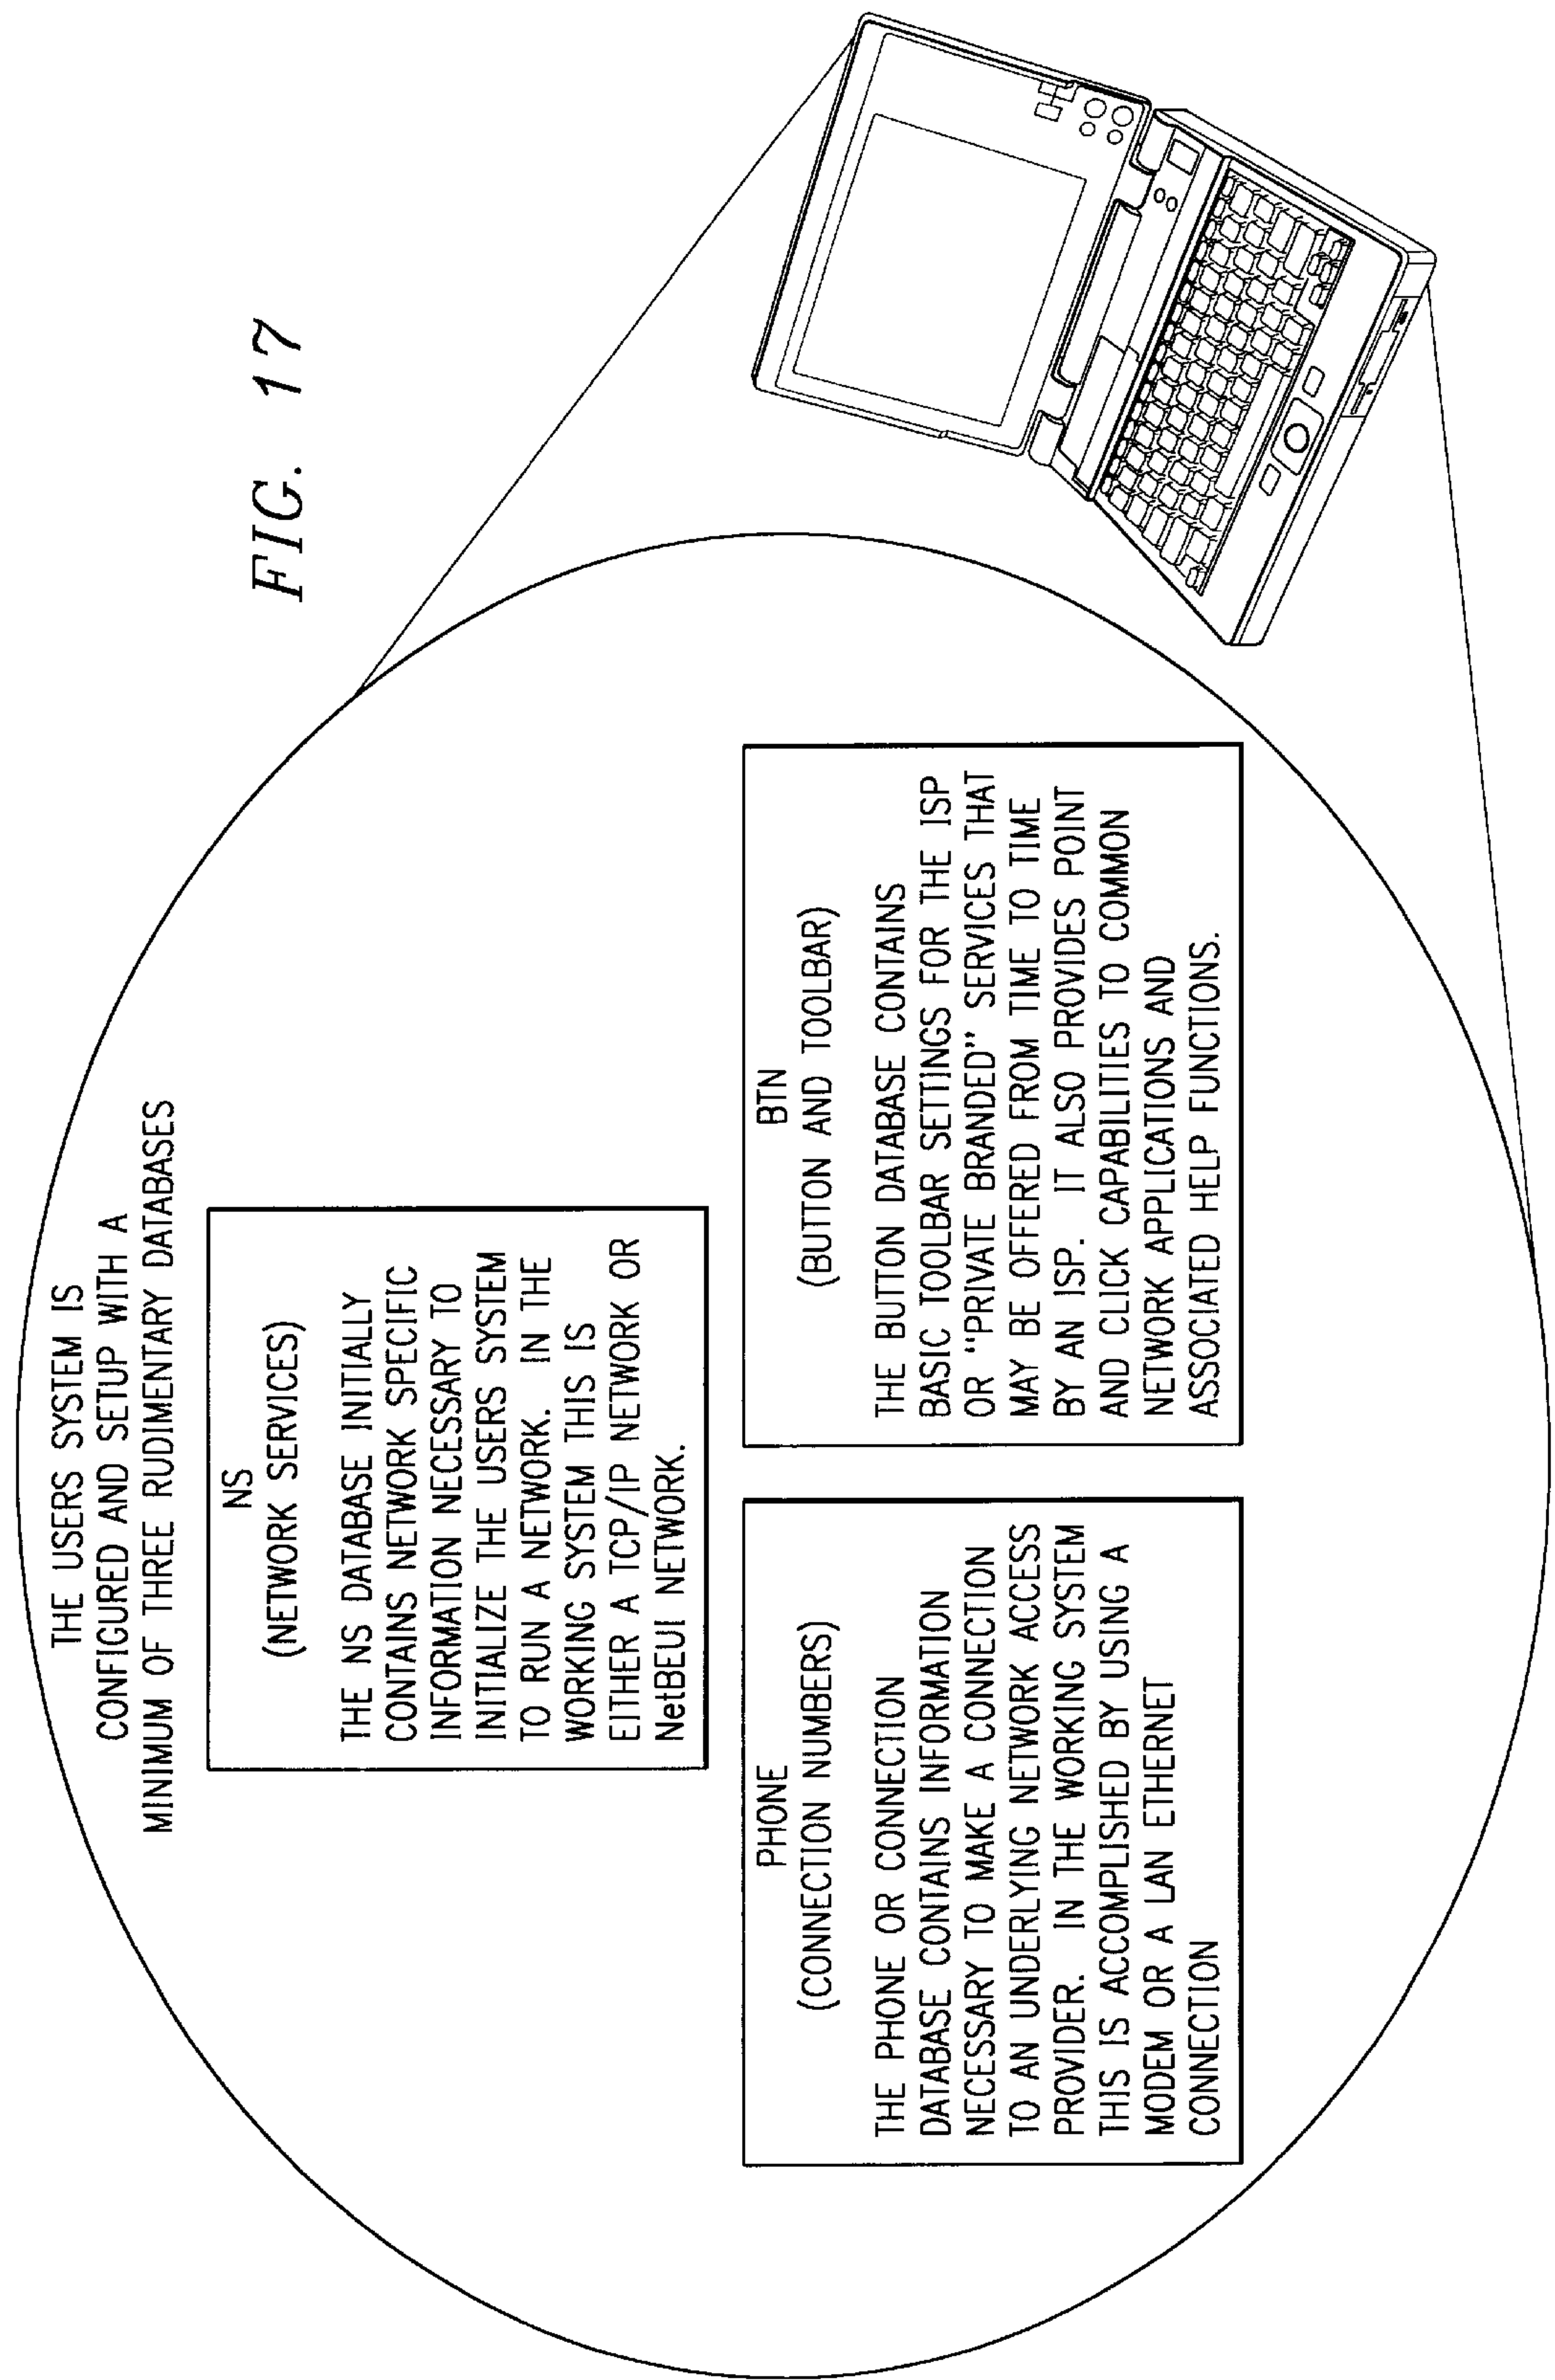 FIG. 17
THE USERS SYSTEM IS
CONFIGURED AND SETUP WITH A
MINIMUM OF THREE RUDIMENTARY DATABASES
NS
(NETWORK SERVICES)
THE NS DATABASE INITIALLY
CONTAINS NETWORK SPECIFIC
INFORMATION NECESSARY TO
INITIALIZE THE USERS SYSTEM
TO RUN A NETWORK. IN THE
WORKING SYSTEM THIS IS
EITHER A TCP/IP NETWORK OR
NetBEUI NETWORK.
PHONE
(CONNECTION NUMBERS)
THE PHONE OR CONNECTION
DATABASE CONTAINS INFORMATION
NECESSARY TO MAKE A CONNECTION
TO AN UNDERLYING NETWORK ACCESS
PROVIDER. IN THE WORKING SYSTEM
THIS IS ACCOMPLISHED BY USING A
MODEM OR A LAN ETHERNET
CONNECTION
BTN
(BUTTON AND TOOLBAR)
THE BUTTON DATABASE CONTAINS
BASIC TOOLBAR SETTINGS FOR THE ISP
OR "PRIVATE BRANDED" SERVICES THAT
MAY BE OFFERED FROM TIME TO TIME
BY AN ISP. IT ALSO PROVIDES POINT
AND CLICK CAPABILITIES TO COMMON
NETWORK APPLICATIONS AND
ASSOCIATED HELP FUNCTIONS.